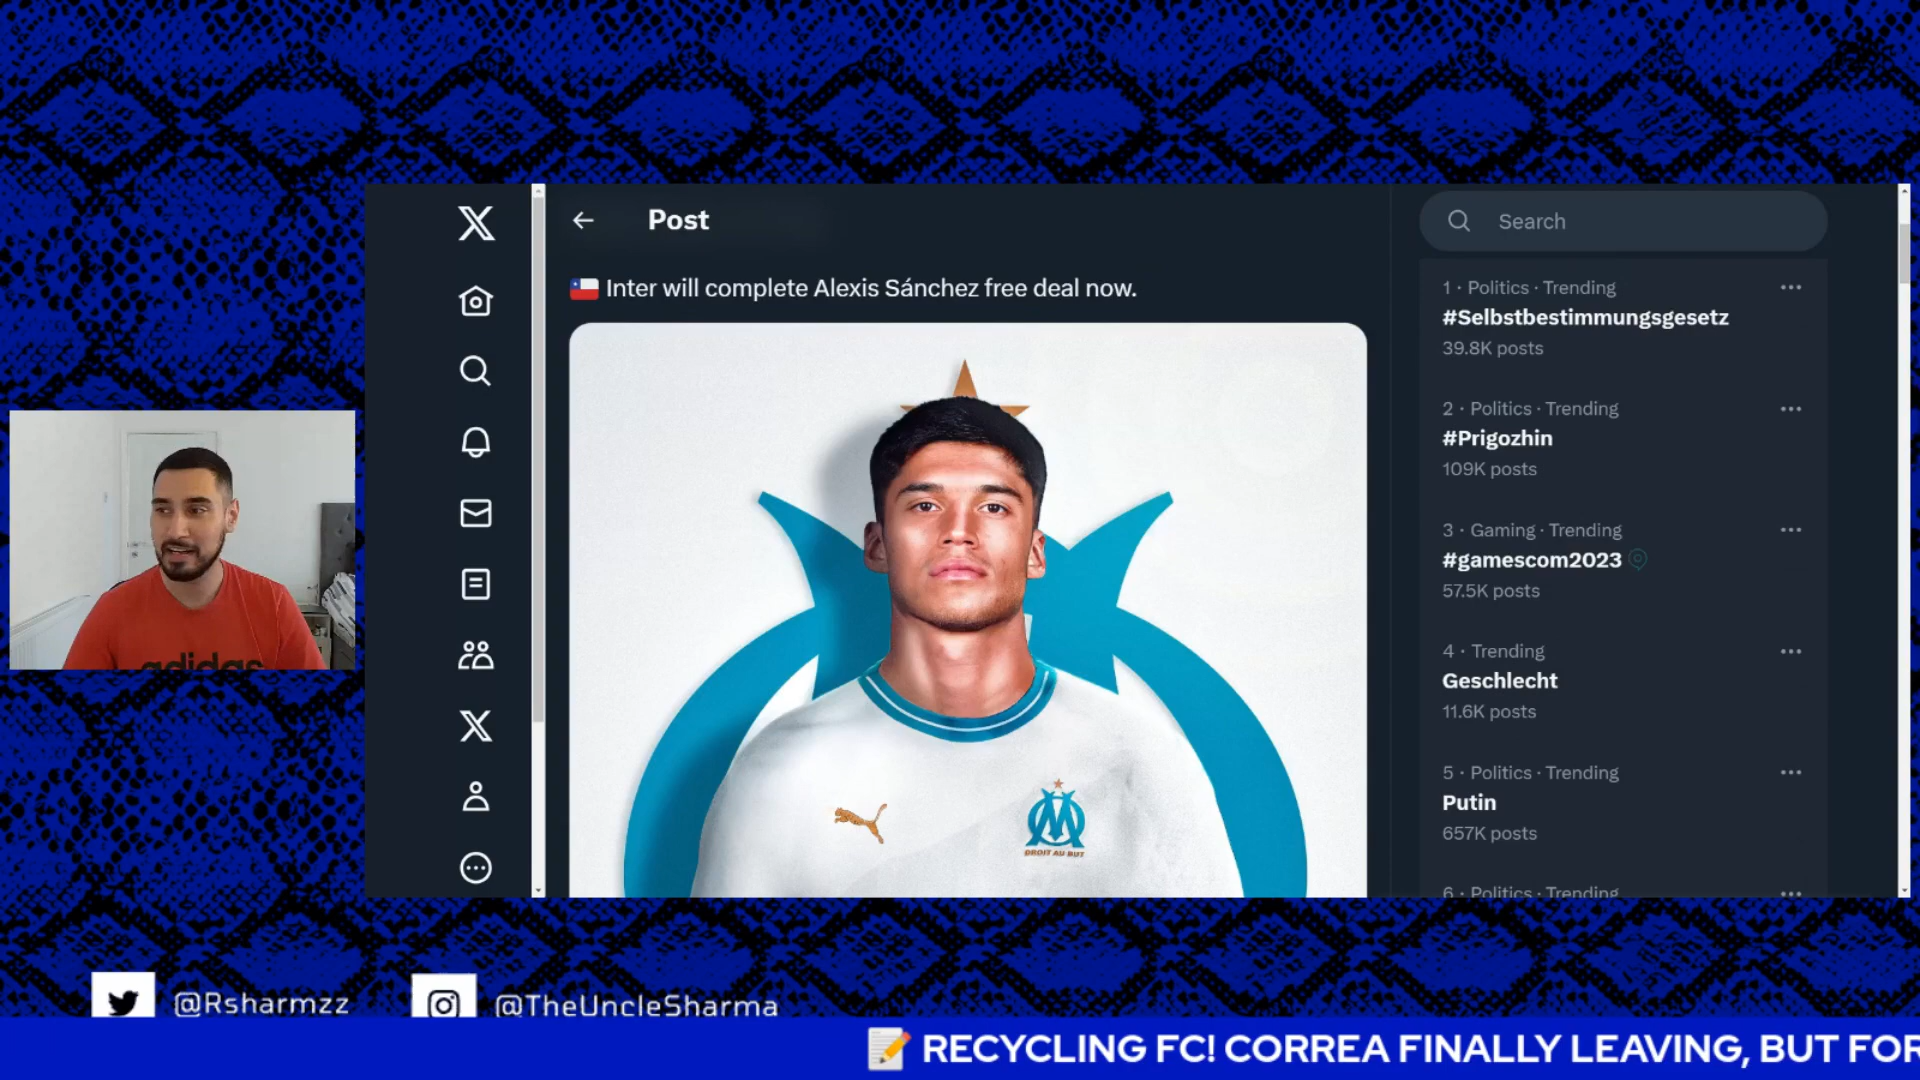 Post
🇨🇱 Inter will complete Alexis Sánchez free deal now.
DROIT AU BUT
Search
1 · Politics · Trending
#Selbstbestimmungsgesetz
39.8K posts
2 · Politics · Trending
#Prigozhin
109K posts
3 · Gaming · Trending
#gamescom2023
57.5K posts
4 · Trending
Geschlecht
11.6K posts
5 · Politics · Trending
Putin
657K posts
6 · Politics · Trending
adidas
@Rsharmzz
@TheUncleSharma
📝 RECYCLING FC! CORREA FINALLY LEAVING, BUT FOR